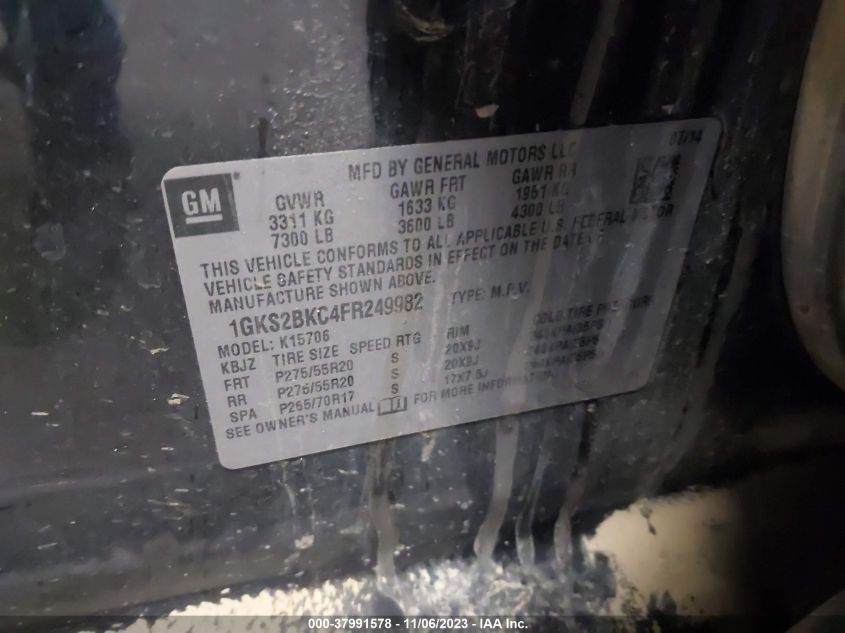 07/14
MFD BY GENERAL MOTORS LLC
GM
GVWR GAWR FRT GAWR RR
3311 KG 1633 KG 1951 KG
7300 LB 3600 LB 4300 LB
THIS VEHICLE CONFORMS TO ALL APPLICABLE U.S. FEDERAL MOTOR
VEHICLE SAFETY STANDARDS IN EFFECT ON THE DATE OF
MANUFACTURE SHOWN ABOVE.
1GKS2BKC4FR249982 TYPE: M.P.V.
MODEL: K15706
KBJZ TIRE SIZE SPEED RTG RIM COLD TIRE PRESSURE
FRT P275/55R20 S 20X9J
RR P275/55R20 S 20X9J
SPA P265/70R17 S 17X7.5J
SEE OWNER'S MANUAL FOR MORE INFORMATION
000-37991578 - 11/06/2023 - IAA Inc.